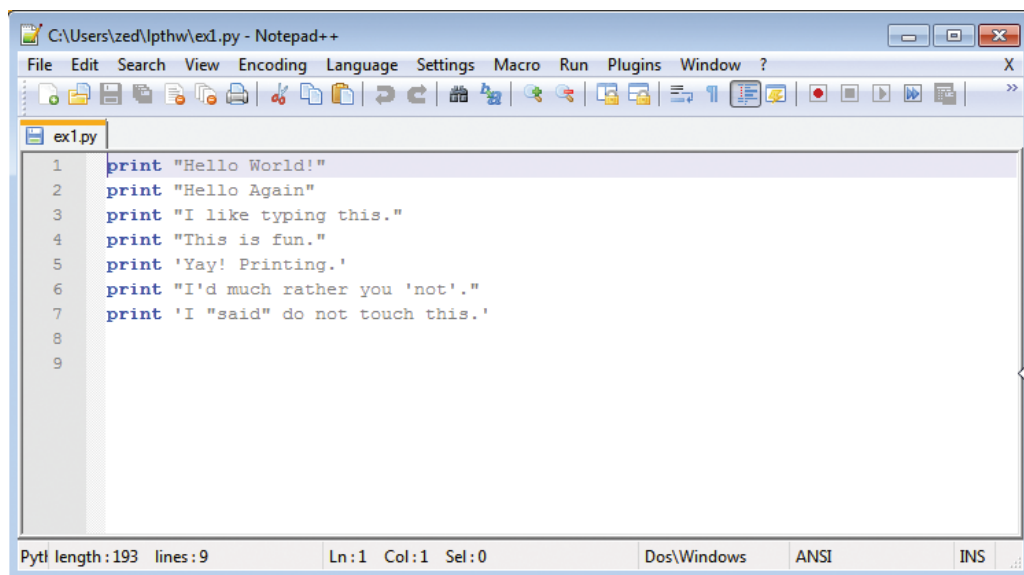 C:\Users\zed\lpthw\ex1.py - Notepad++
File Edit Search View Encoding Language Settings Macro Run Plugins Window ? X
ex1.py
1 print "Hello World!"
2 print "Hello Again"
3 print "I like typing this."
4 print "This is fun."
5 print 'Yay! Printing.'
6 print "I'd much rather you 'not'."
7 print 'I "said" do not touch this.'
8
9
Pyth length : 193 lines : 9 Ln : 1 Col : 1 Sel : 0 Dos\Windows ANSI INS